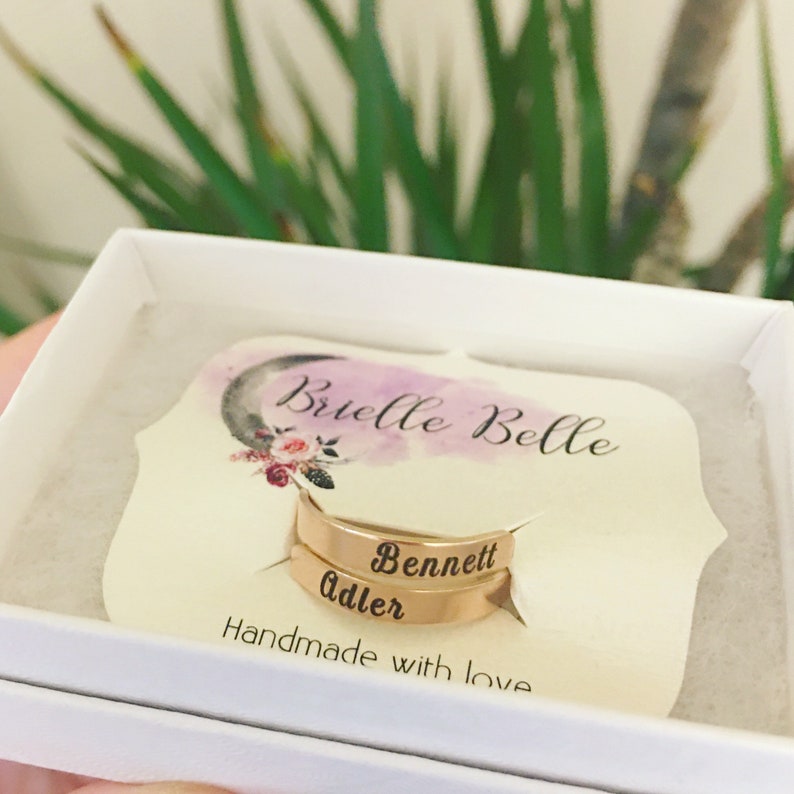 Brielle Belle
Bennett
Adler
Handmade with love